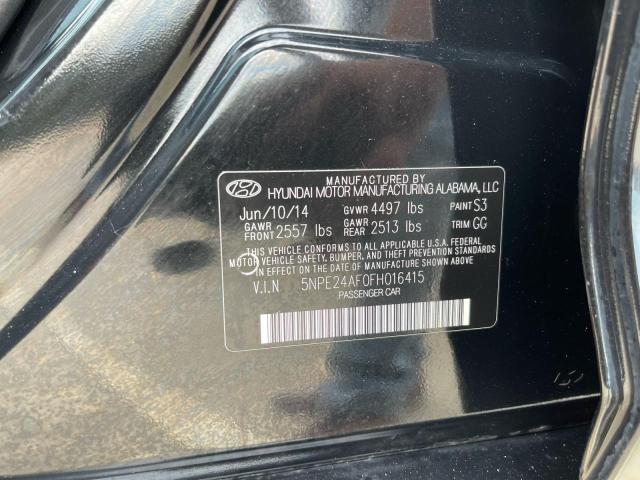 MANUFACTURED BY
HYUNDAI MOTOR MANUFACTURING ALABAMA, LLC
Jun/10/14 GVWR 4497 lbs PAINT S3
GAWR FRONT 2557 lbs GAWR REAR 2513 lbs TRIM GG
THIS VEHICLE CONFORMS TO ALL APPLICABLE U.S.A. FEDERAL
MOTOR VEHICLE SAFETY, BUMPER, AND THEFT PREVENTION STANDARDS
IN EFFECT ON THE DATE OF MANUFACTURE SHOWN ABOVE
V.I.N 5NPE24AF0FH016415
PASSENGER CAR